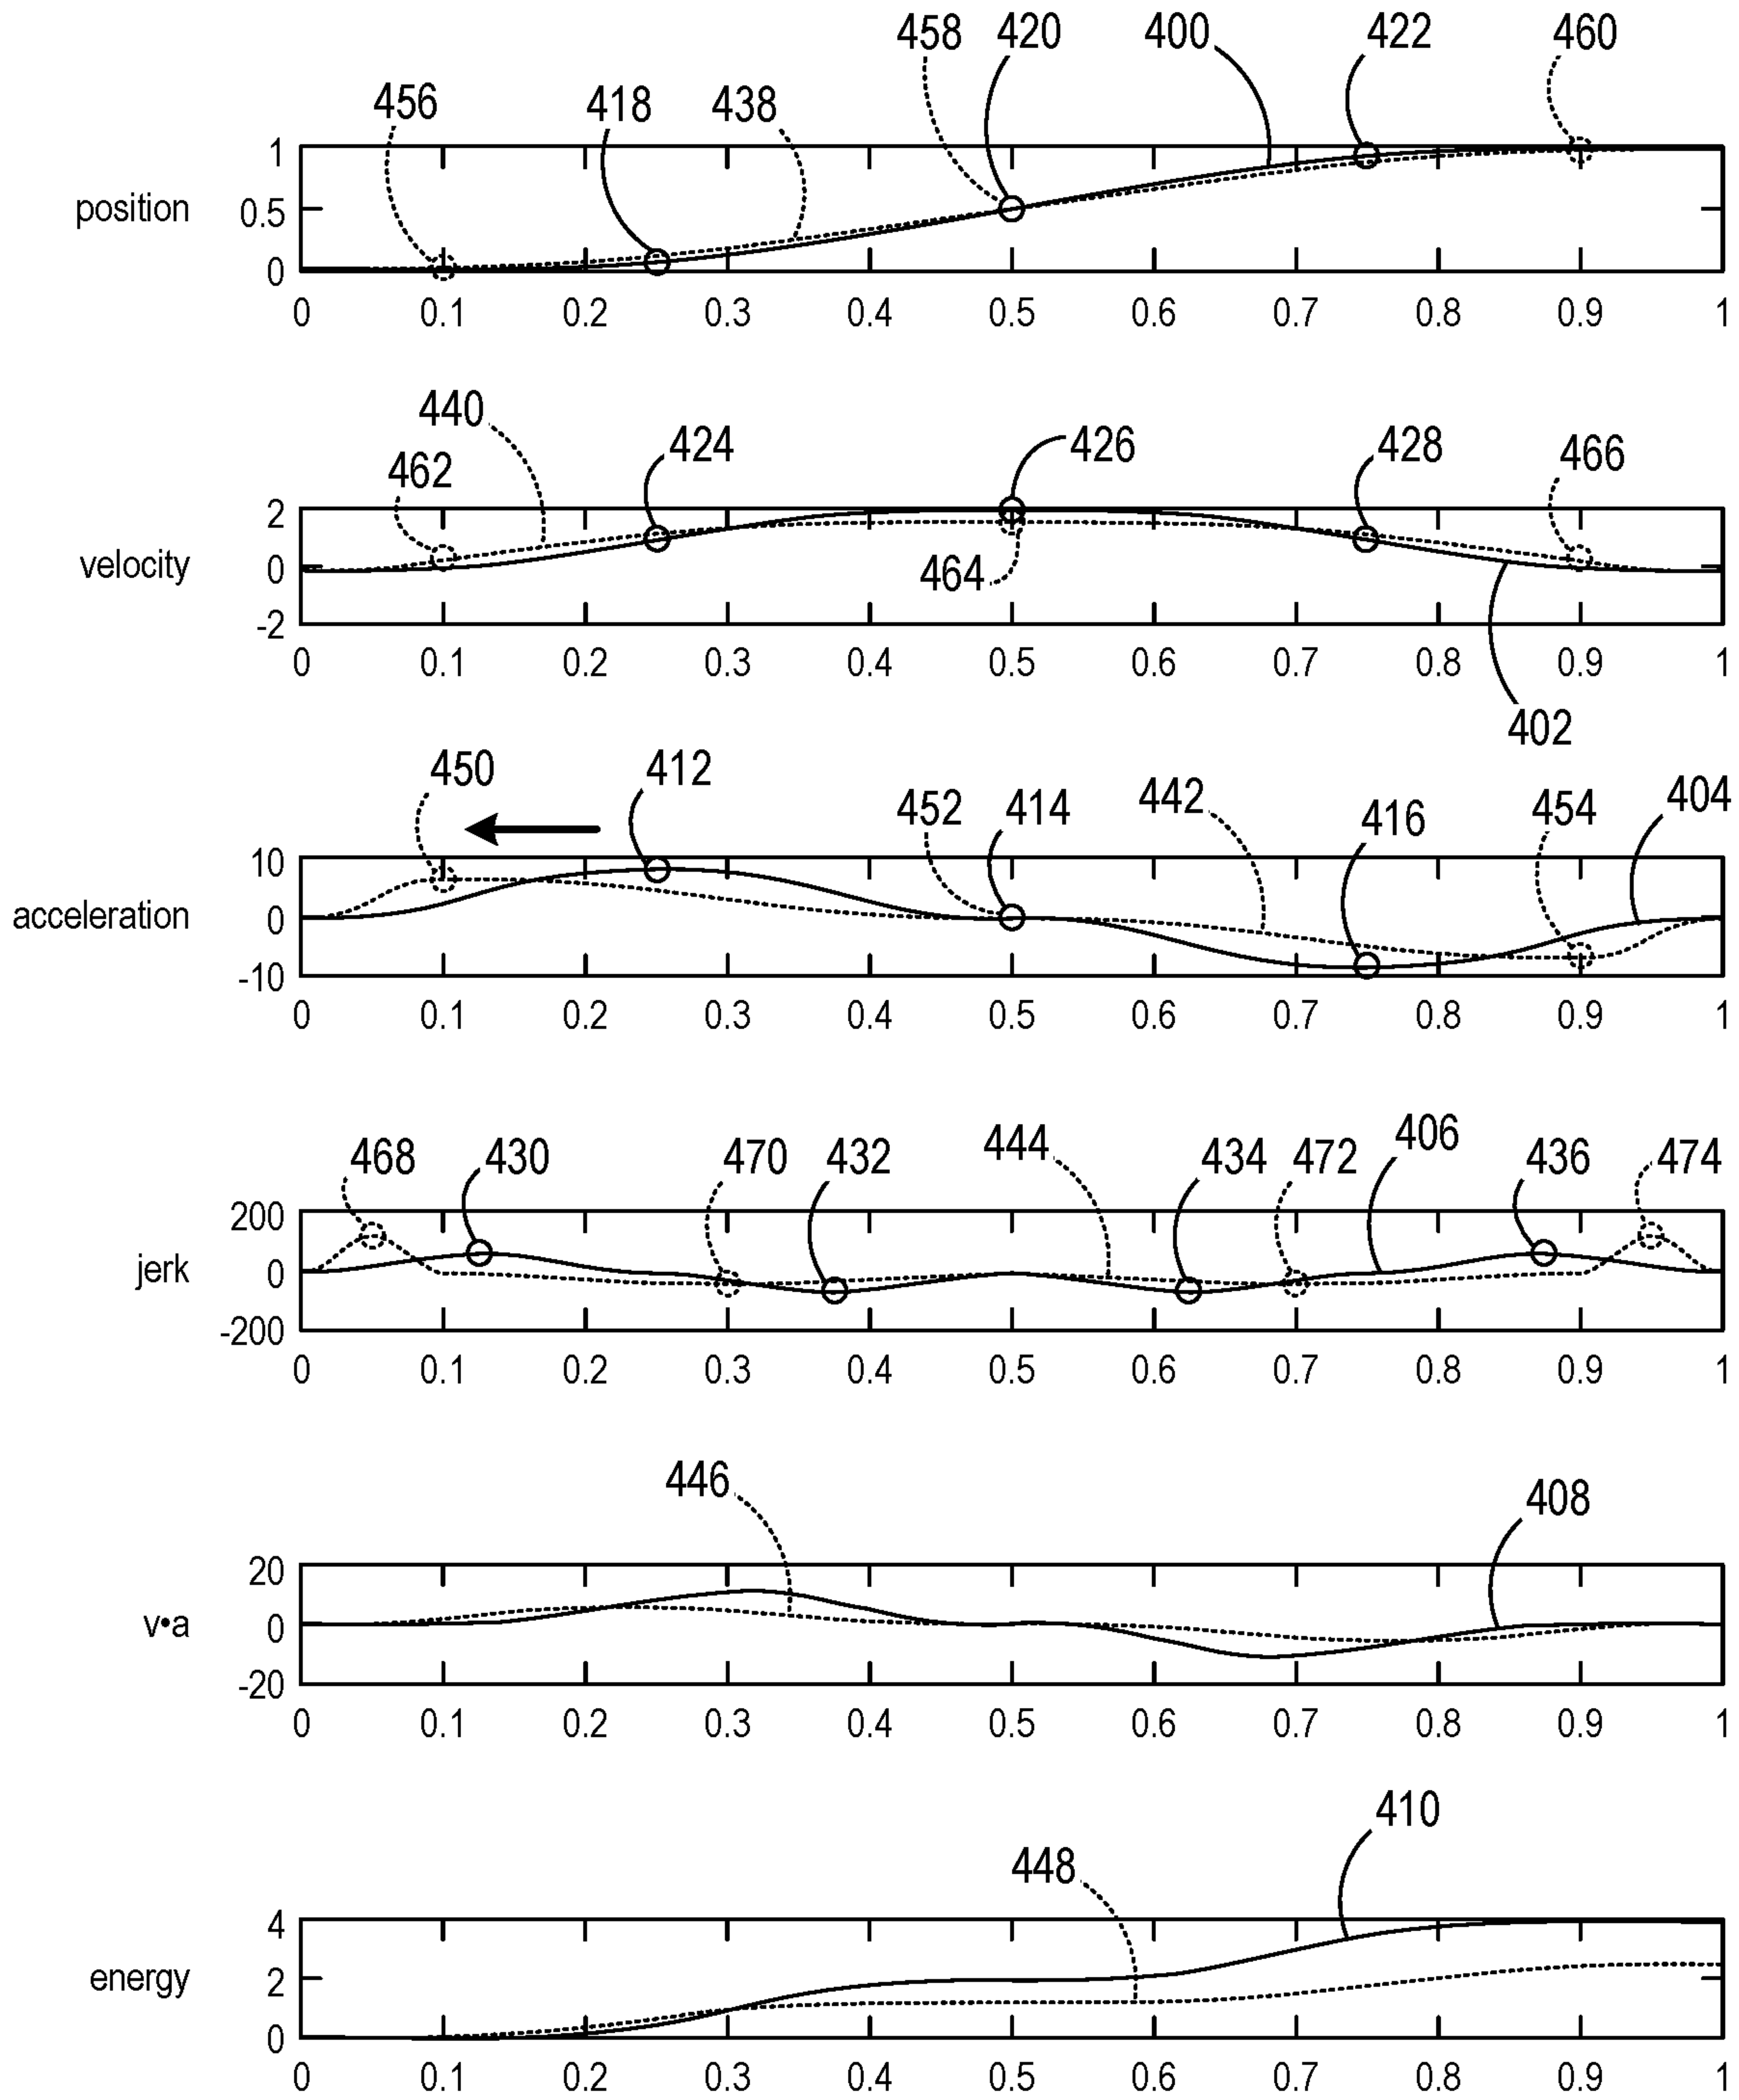 458 420 400 422 460
456 418 438
1
position 0.5
0
0 0.1 0.2 0.3 0.4 0.5 0.6 0.7 0.8 0.9 1
440
462 424 426 428 466
2
velocity 0 464
-2
0 0.1 0.2 0.3 0.4 0.5 0.6 0.7 0.8 0.9 1
402
450 412 452 414 442 416 454 404
10
acceleration 0
-10
0 0.1 0.2 0.3 0.4 0.5 0.6 0.7 0.8 0.9 1
468 430 470 432 444 434 472 406 436 474
200
jerk 0
-200
0 0.1 0.2 0.3 0.4 0.5 0.6 0.7 0.8 0.9 1
446 408
20
v•a 0
-20
0 0.1 0.2 0.3 0.4 0.5 0.6 0.7 0.8 0.9 1
410
448
4
energy 2
0
0 0.1 0.2 0.3 0.4 0.5 0.6 0.7 0.8 0.9 1